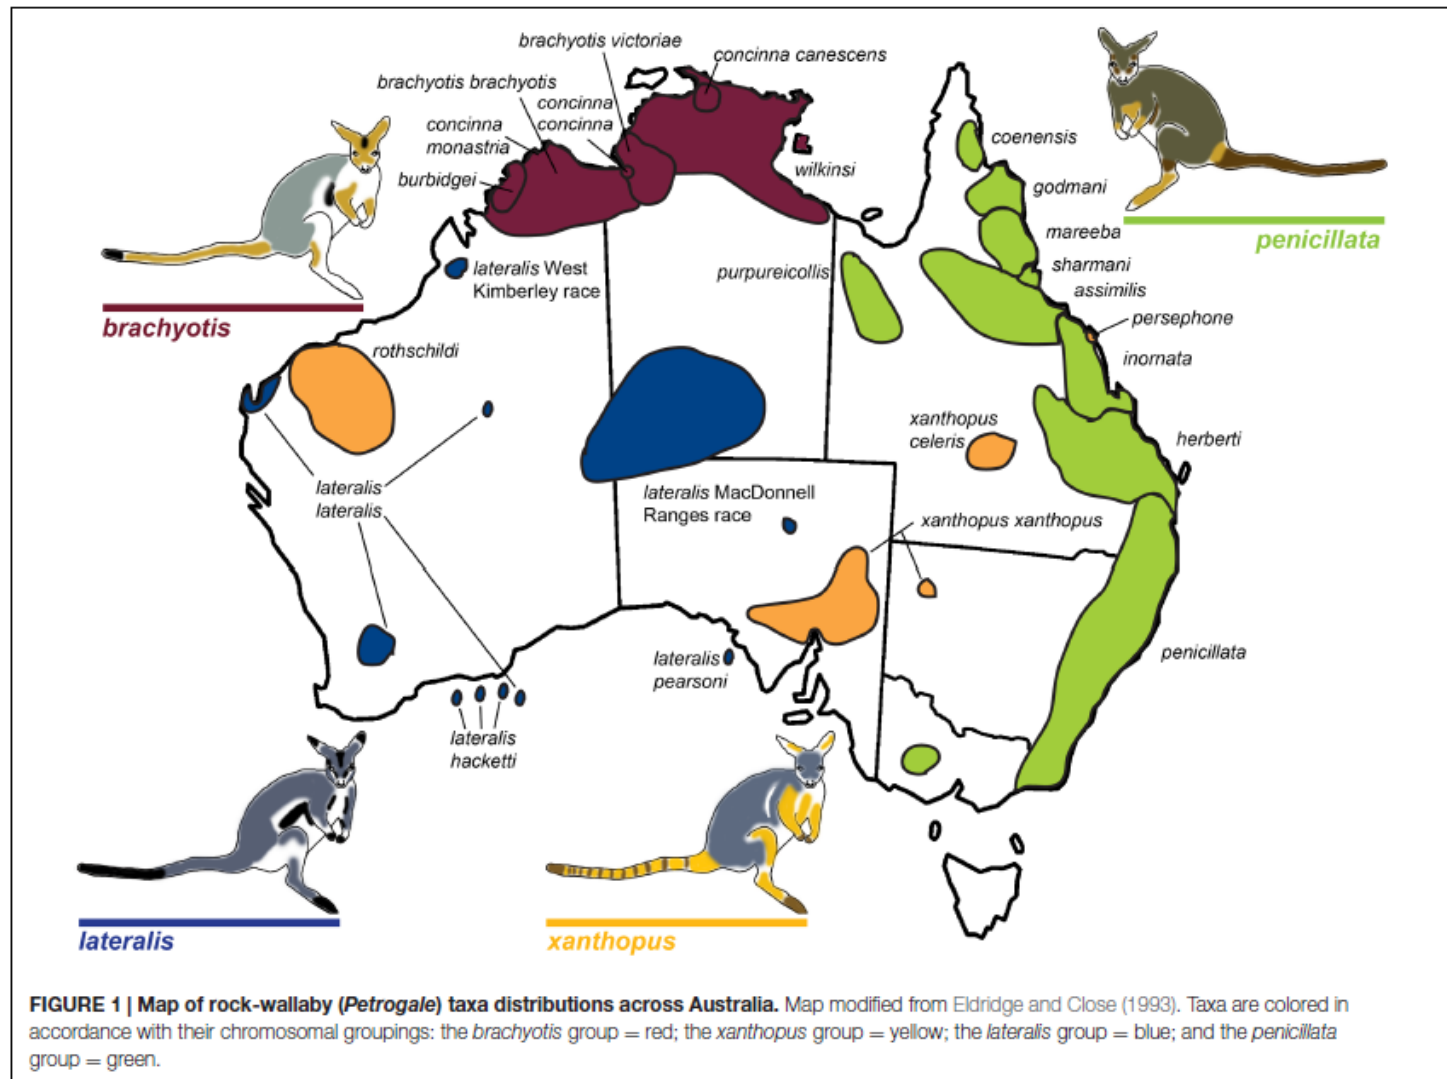 brachyotis victoriae
concinna canescens
brachyotis brachyotis
concinna
concinna
concinna
monastria
burbidgei
wilkinsi
coenensis
godmani
mareeba
penicillata
sharmani
assimilis
purpureicollis
lateralis West
Kimberley race
brachyotis
persephone
inornata
rothschildi
xanthopus
celeris
herberti
lateralis
lateralis
lateralis MacDonnell
Ranges race
xanthopus xanthopus
lateralis
pearsoni
penicillata
lateralis
hacketti
lateralis
xanthopus
FIGURE 1 | Map of rock-wallaby (Petrogale) taxa distributions across Australia. Map modified from Eldridge and Close (1993). Taxa are colored in
accordance with their chromosomal groupings: the brachyotis group = red; the xanthopus group = yellow; the lateralis group = blue; and the penicillata
group = green.